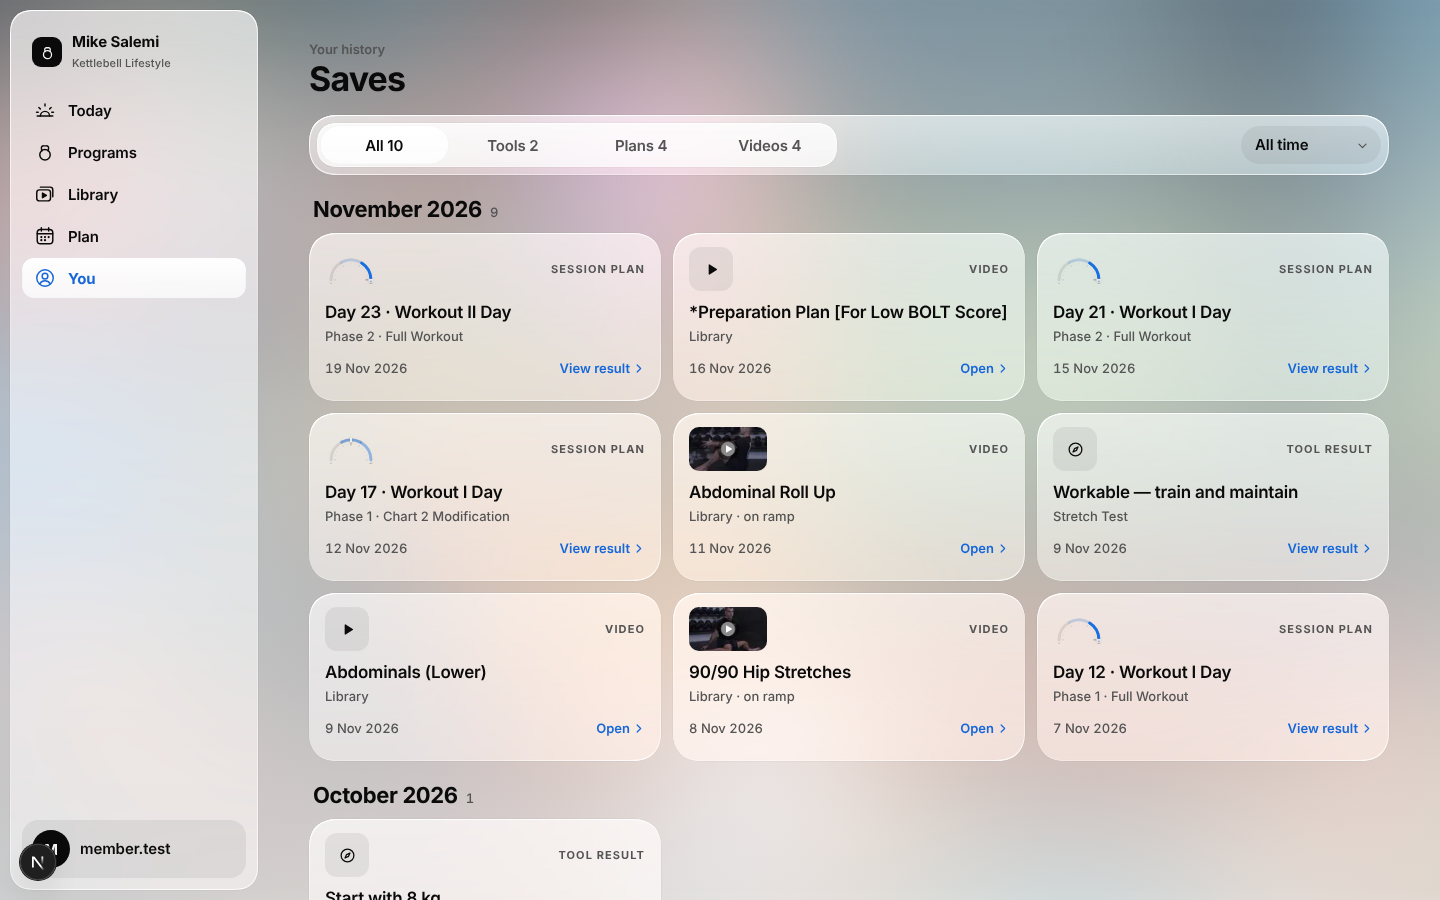 Mike Salemi
Kettlebell Lifestyle
Today
Programs
Library
Plan
You
member.test
Your history
Saves
All 10
Tools 2
Plans 4
Videos 4
All time
November 2026 9
SESSION PLAN
Day 23 · Workout II Day
Phase 2 · Full Workout
19 Nov 2026
View result
VIDEO
*Preparation Plan [For Low BOLT Score]
Library
16 Nov 2026
Open
SESSION PLAN
Day 21 · Workout I Day
Phase 2 · Full Workout
15 Nov 2026
View result
SESSION PLAN
Day 17 · Workout I Day
Phase 1 · Chart 2 Modification
12 Nov 2026
View result
VIDEO
Abdominal Roll Up
Library · on ramp
11 Nov 2026
Open
TOOL RESULT
Workable — train and maintain
Stretch Test
9 Nov 2026
View result
VIDEO
Abdominals (Lower)
Library
9 Nov 2026
Open
VIDEO
90/90 Hip Stretches
Library · on ramp
8 Nov 2026
Open
SESSION PLAN
Day 12 · Workout I Day
Phase 1 · Full Workout
7 Nov 2026
View result
October 2026 1
TOOL RESULT
Start with 8 kg